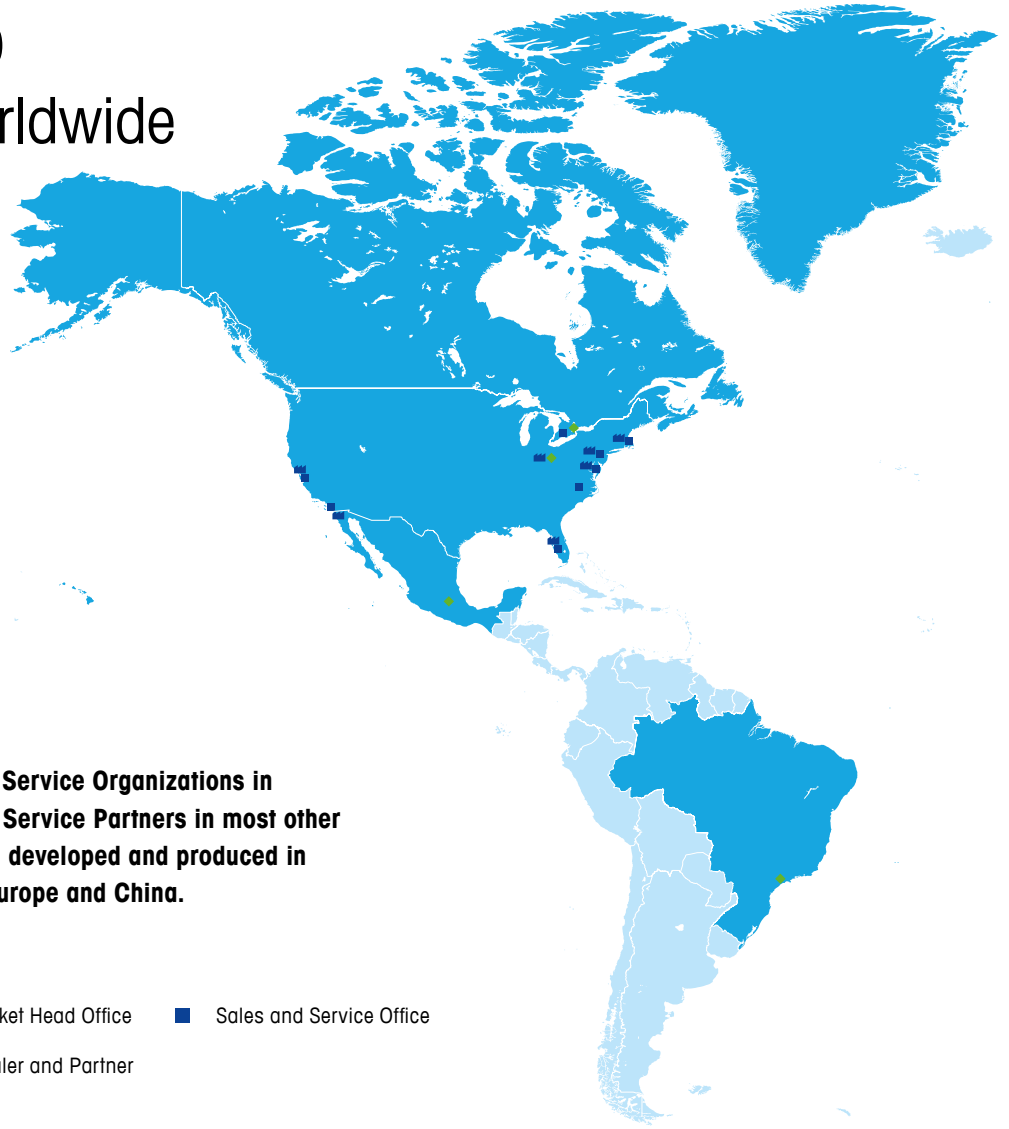 rldwide
Service Organizations in
Service Partners in most other
developed and produced in
urope and China.
ket Head Office
Sales and Service Office
ler and Partner